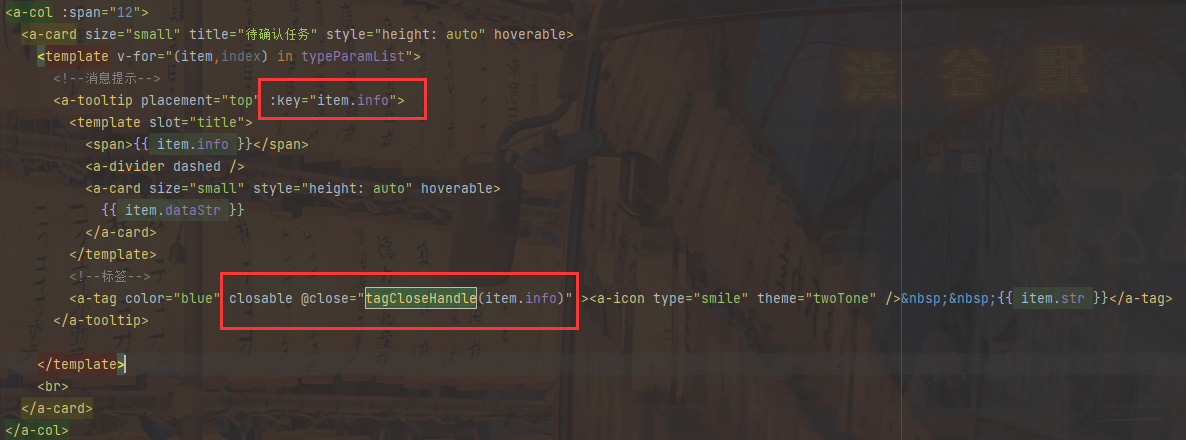 <a-col :span="12">
<a-card size="small" title="待确认任务" style="height: auto" hoverable>
<template v-for="(item,index) in typeParamList">
<!--消息提示-->
<a-tooltip placement="top" :key="item.info">
<template slot="title">
<span>{{ item.info }}</span>
<a-divider dashed />
<a-card size="small" style="height: auto" hoverable>
{{ item.dataStr }}
</a-card>
</template>
<!--标签-->
<a-tag color="blue" closable @close="tagCloseHandle(item.info)" ><a-icon type="smile" theme="twoTone" />&nbsp;&nbsp;{{ item.str }}</a-tag>
</a-tooltip>
</template>
<br>
</a-card>
</a-col>